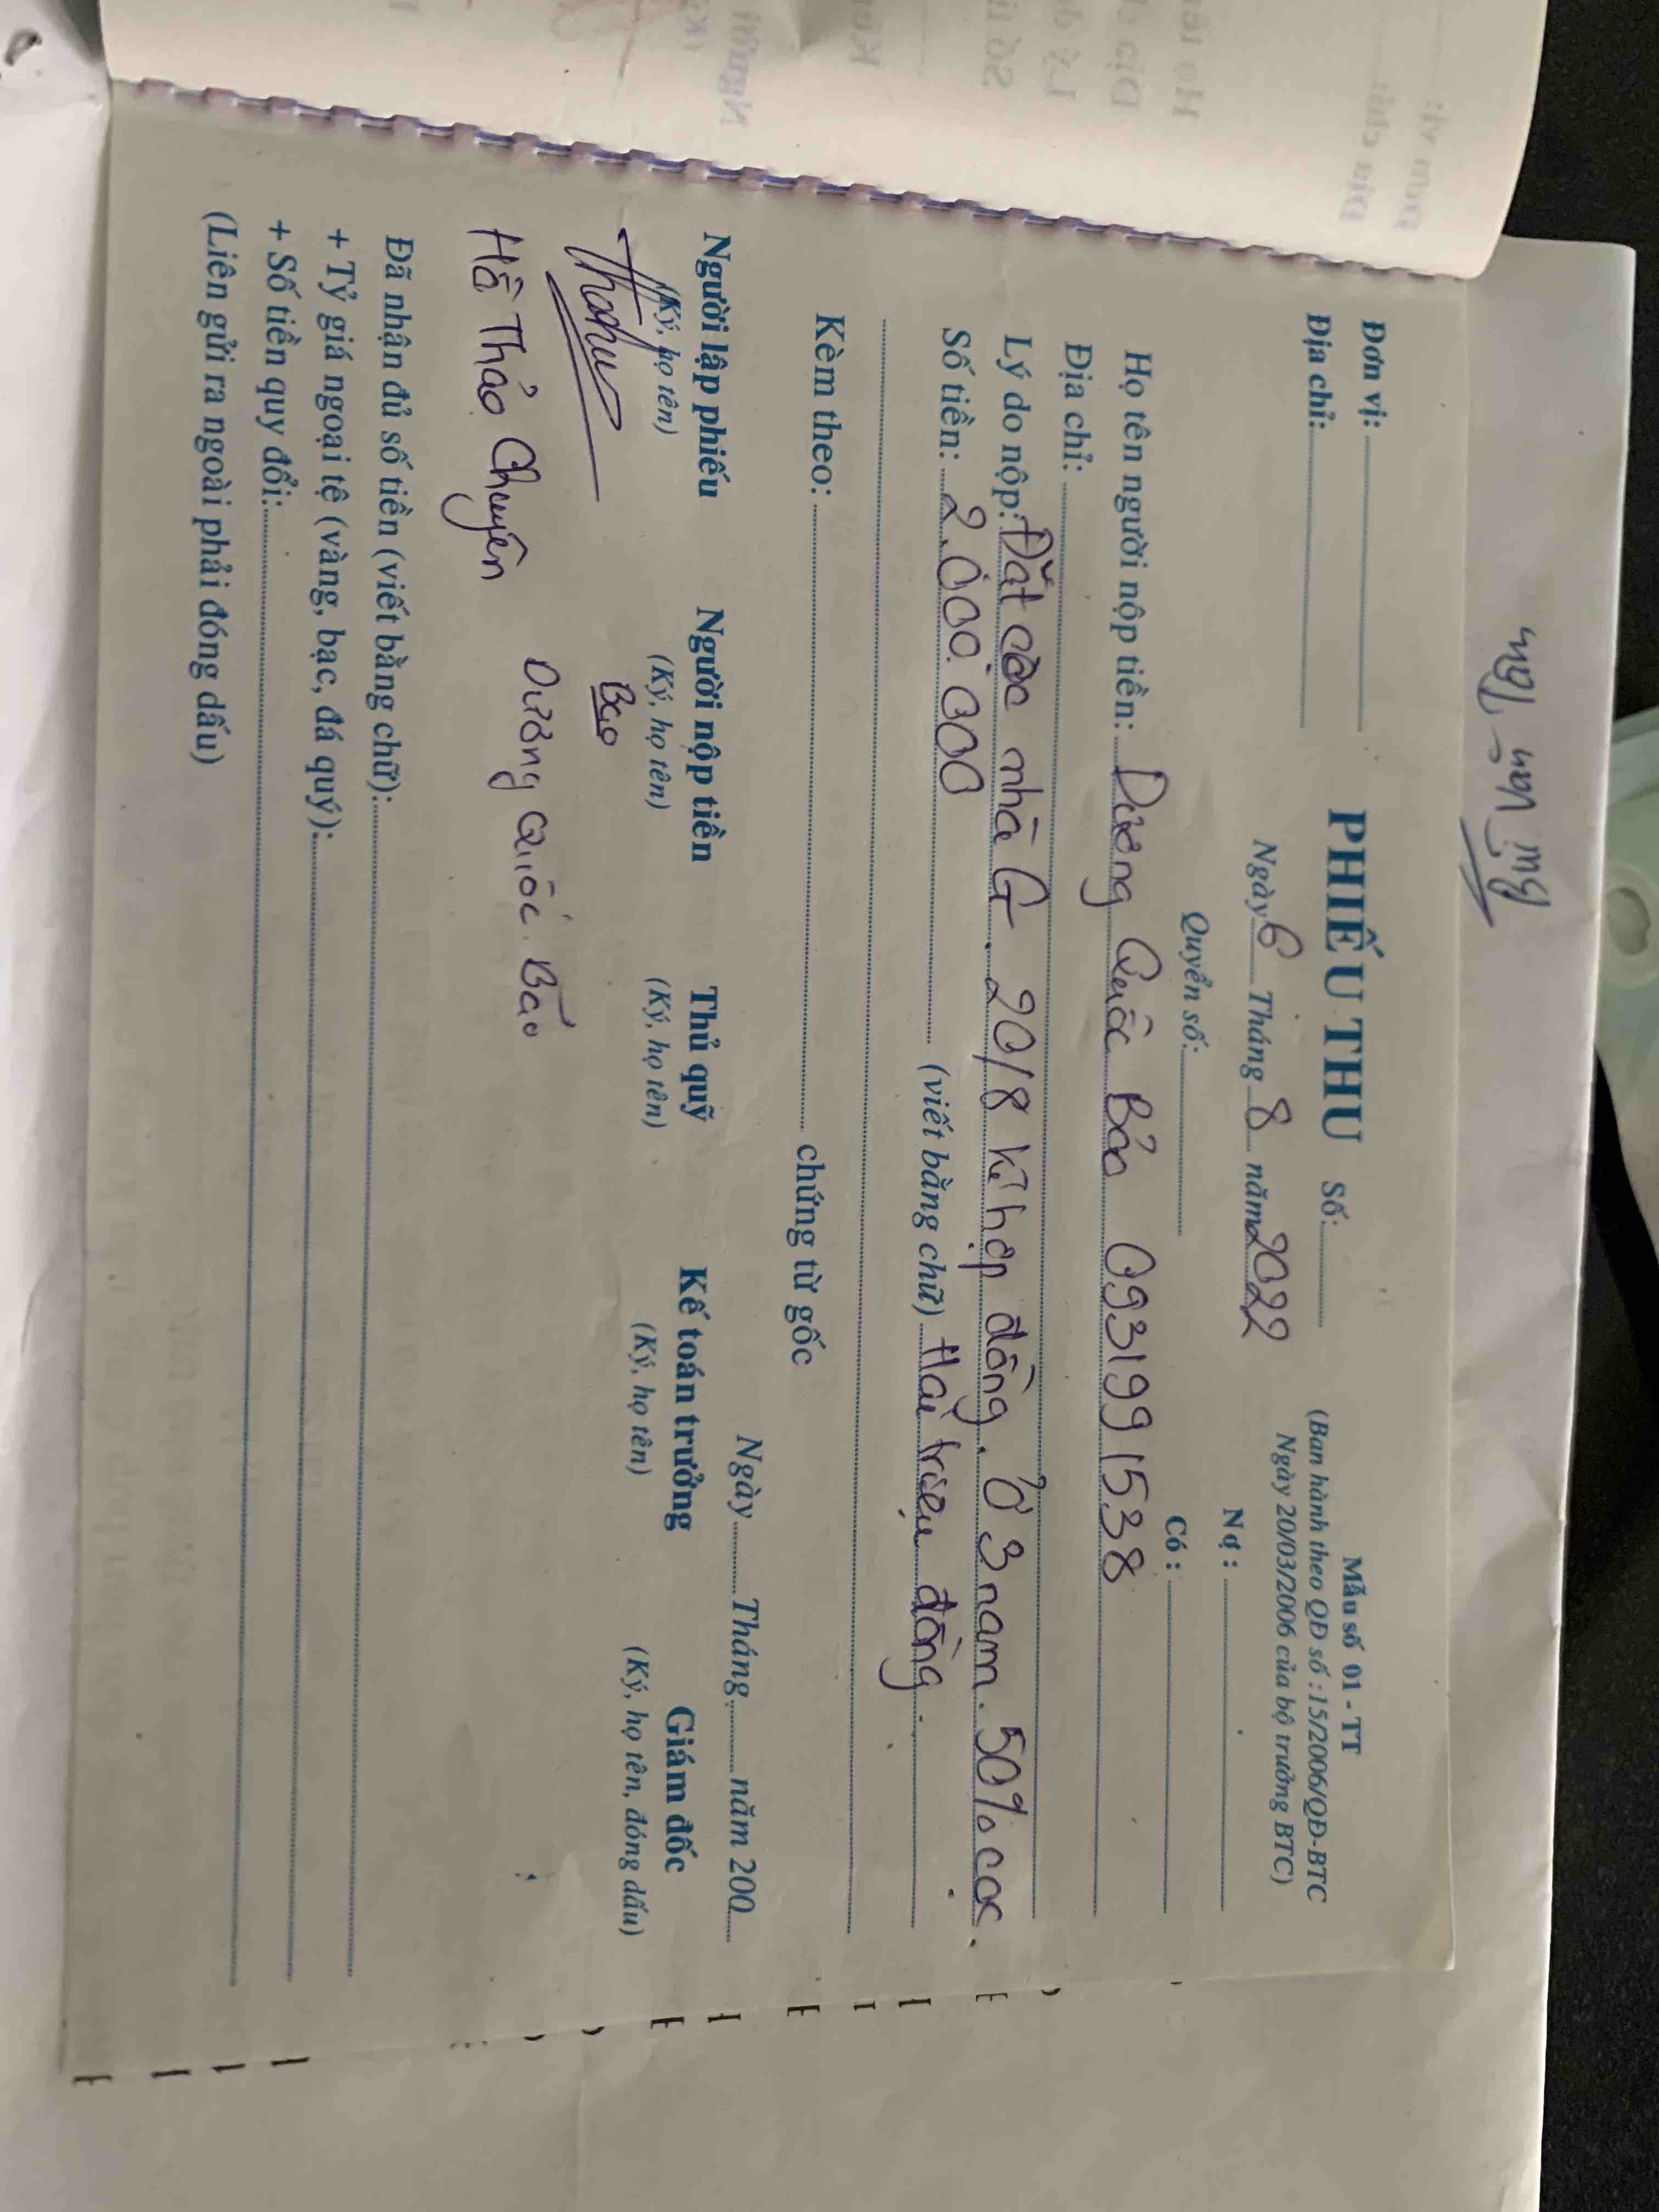 Đơn vị:
Địa chỉ:
PHIẾU THU Số:
Ngày 6 Tháng 8 năm 2022
Quyển số:
Mẫu số 01 - TT
(Ban hành theo QĐ số : 15/2006/QĐ-BTC
Ngày 20/03/2006 của bộ trưởng BTC)
Nợ :
Có :
Họ tên người nộp tiền: Dương Quốc Bảo 0931991538
Địa chỉ:
Lý do nộp: Đặt cọc nhà G. 20/8 kí hợp đồng. Ở 3 nam. 50% cọc.
Số tiền: 2.000.000 (viết bằng chữ) Hai triệu đồng.
Kèm theo: chứng từ gốc
Ngày Tháng năm 200
Người lập phiếu Người nộp tiền Thủ quỹ Kế toán trưởng Giám đốc
(Ký, họ tên) (Ký, họ tên) (Ký, họ tên) (Ký, họ tên) (Ký, họ tên, đóng dấu)
Bao
Hồ Thảo Chuyên Dương Quốc Bảo
Đã nhận đủ số tiền (viết bằng chữ):
+ Tỷ giá ngoại tệ (vàng, bạc, đá quý):
+ Số tiền quy đổi:
(Liên gửi ra ngoài phải đóng dấu)